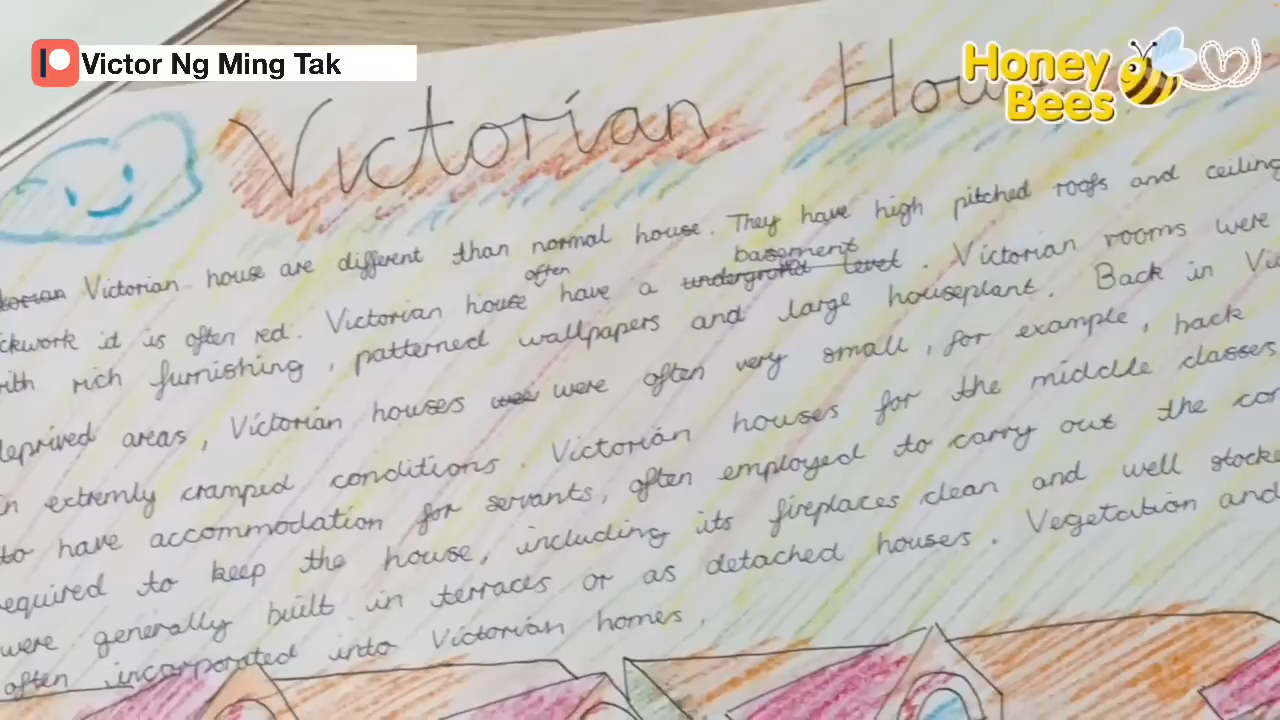 Victor Ng Ming Tak
Honey
Bees
Victorian Hou
Victorian house are different than normal house. They have high pitched roofs and ceiling
ckwork it is often red. Victorian house often have a basement. Victorian rooms were
ith rich furnishing, patterned wallpapers and large houseplant. Back in Vic
deprived areas, Victorian houses were often very small, for example, back
in extremly cramped conditions. Victorian houses for the middle classes
to have accommodation for servants, often employed to carry out the
equired to keep the house, including its fireplaces clean and well stocke
were generally built in terraces or as detached houses. Vegetation and
often incorporated into Victorian homes.